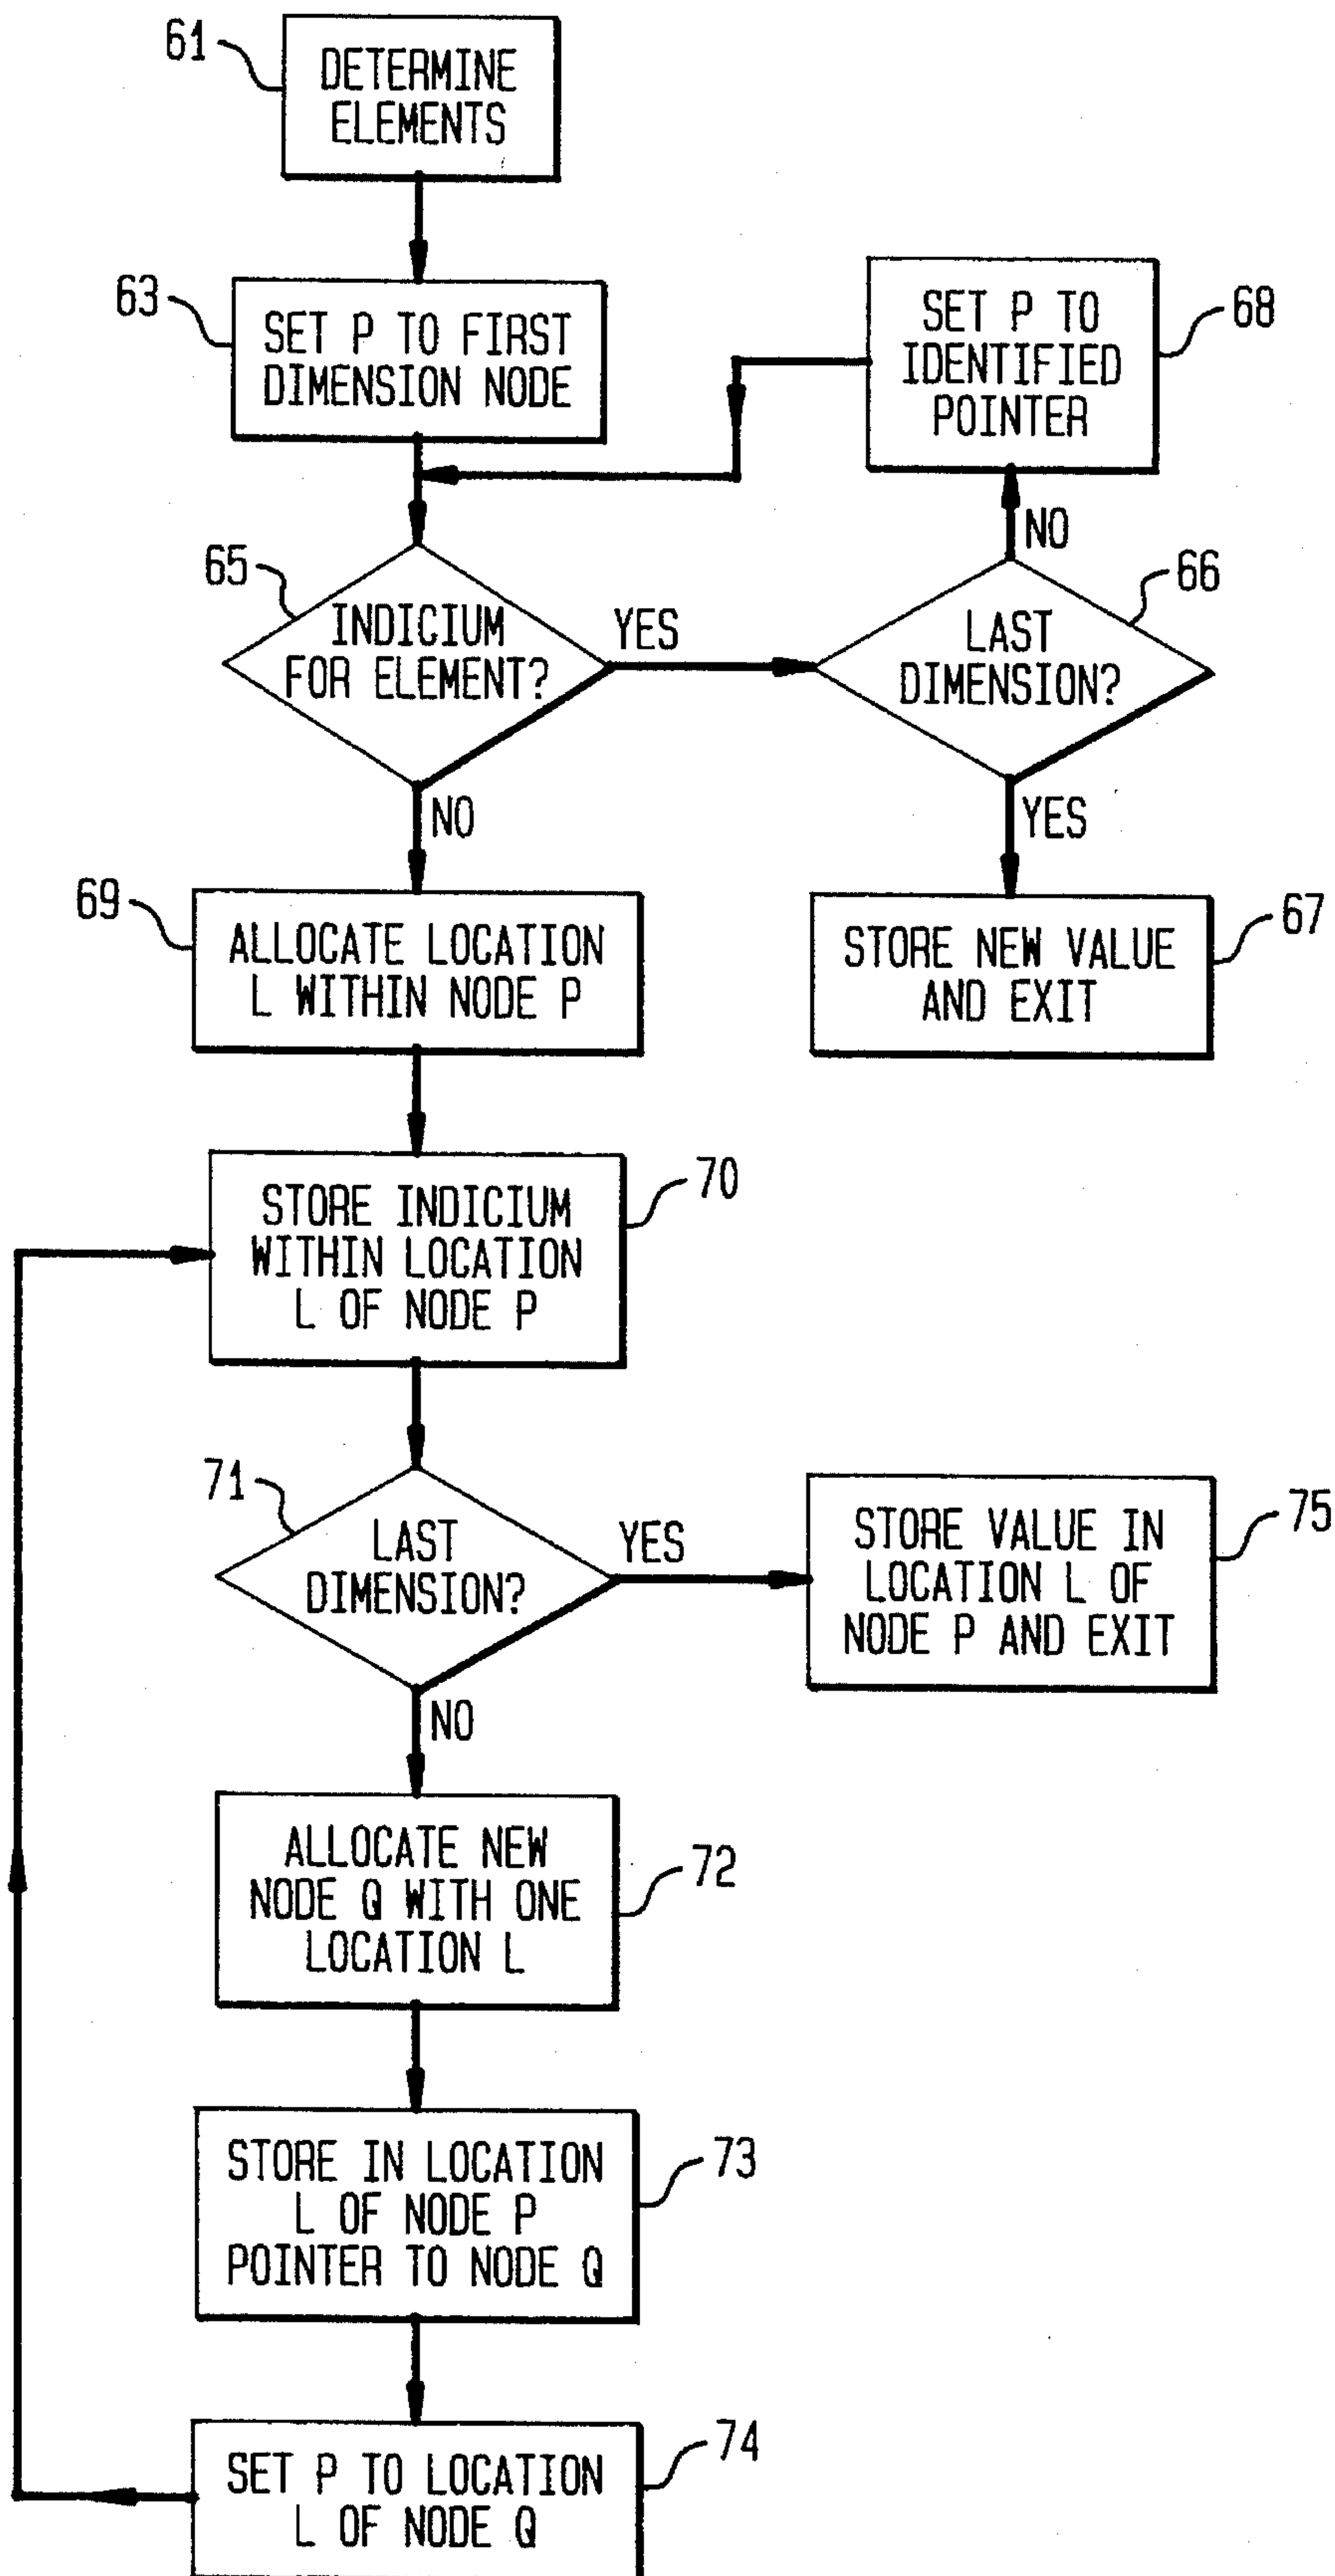 61
DETERMINE
ELEMENTS
63
SET P TO FIRST
DIMENSION NODE
68
SET P TO
IDENTIFIED
POINTER
NO
65
INDICIUM
FOR ELEMENT?
YES
66
LAST
DIMENSION?
NO
YES
69
ALLOCATE LOCATION
L WITHIN NODE P
67
STORE NEW VALUE
AND EXIT
70
STORE INDICIUM
WITHIN LOCATION
L OF NODE P
71
LAST
DIMENSION?
YES
75
STORE VALUE IN
LOCATION L OF
NODE P AND EXIT
NO
72
ALLOCATE NEW
NODE Q WITH ONE
LOCATION L
73
STORE IN LOCATION
L OF NODE P
POINTER TO NODE Q
74
SET P TO LOCATION
L OF NODE Q